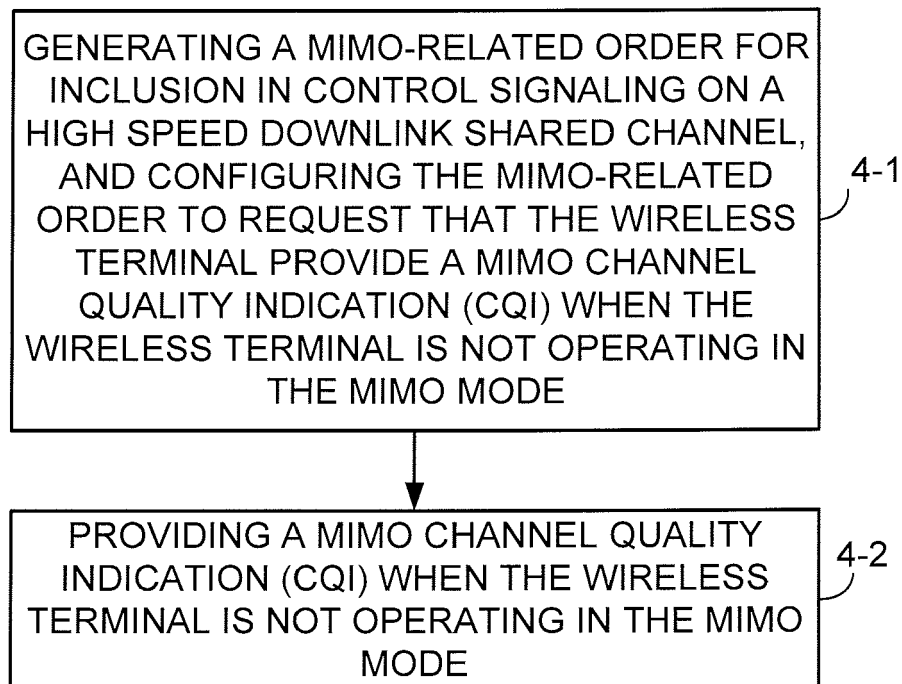 GENERATING A MIMO-RELATED ORDER FOR
INCLUSION IN CONTROL SIGNALING ON A
HIGH SPEED DOWNLINK SHARED CHANNEL,
AND CONFIGURING THE MIMO-RELATED
ORDER TO REQUEST THAT THE WIRELESS
TERMINAL PROVIDE A MIMO CHANNEL
QUALITY INDICATION (CQI) WHEN THE
WIRELESS TERMINAL IS NOT OPERATING IN
THE MIMO MODE
4-1
PROVIDING A MIMO CHANNEL QUALITY
INDICATION (CQI) WHEN THE WIRELESS
TERMINAL IS NOT OPERATING IN THE MIMO
MODE
4-2